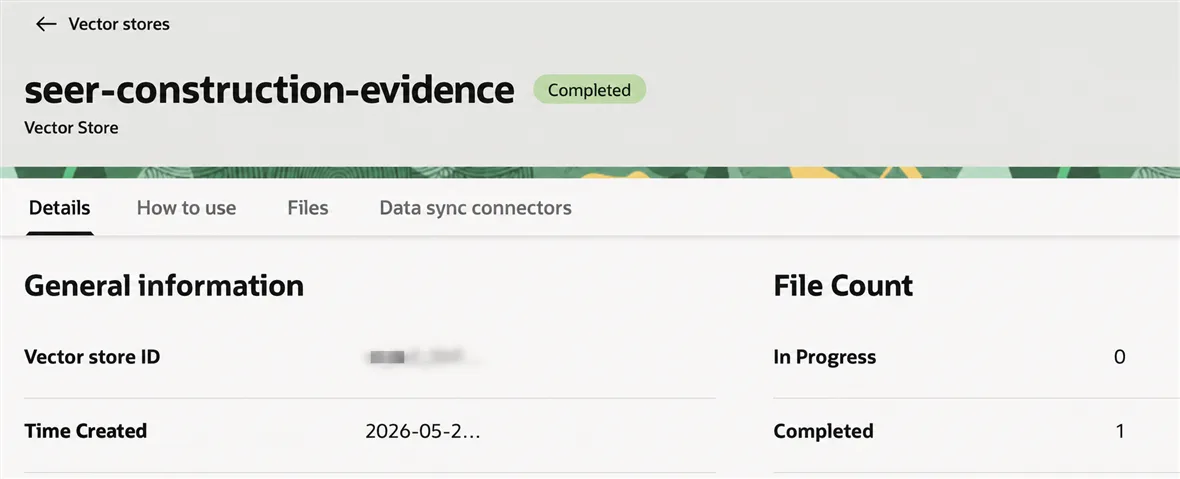 ← Vector stores
seer-construction-evidence Completed
Vector Store
Details How to use Files Data sync connectors
General information
Vector store ID
Time Created 2026-05-2...
File Count
In Progress 0
Completed 1